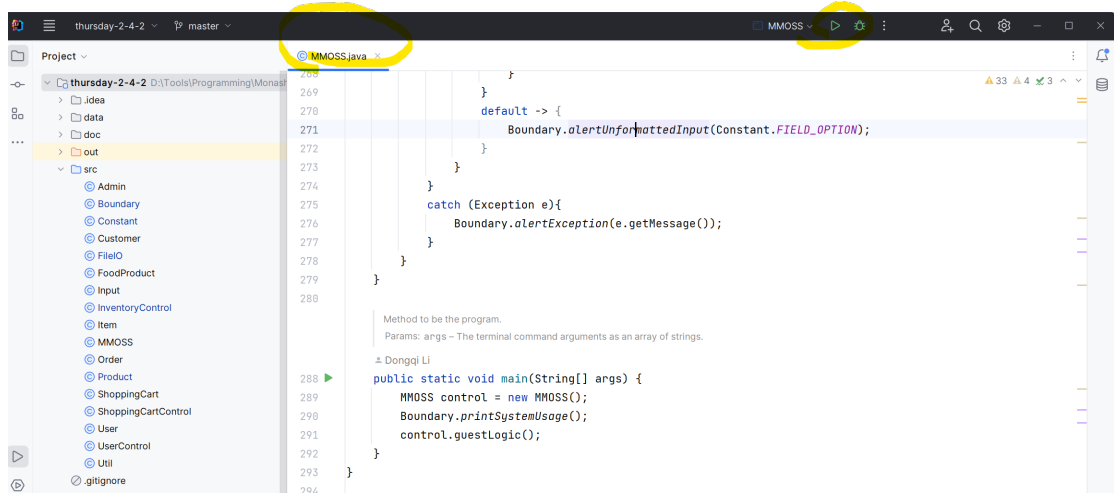 thursday-2-4-2 master MMOSS
Project
MMOSS.java
thursday-2-4-2 D:\Tools\Programming\Monash
.idea
data
doc
out
src
Admin
Boundary
Constant
Customer
FileIO
FoodProduct
Input
InventoryControl
Item
MMOSS
Order
Product
ShoppingCart
ShoppingCartControl
User
UserControl
Util
.gitignore
33 4 3
268 }
269 }
270 default -> {
271 Boundary.alertUnformattedInput(Constant.FIELD_OPTION);
272 }
273 }
274 }
275 catch (Exception e){
276 Boundary.alertException(e.getMessage());
277 }
278 }
279 }
280
Method to be the program.
Params: args – The terminal command arguments as an array of strings.
Dongqi Li
288 public static void main(String[] args) {
289 MMOSS control = new MMOSS();
290 Boundary.printSystemUsage();
291 control.guestLogic();
292 }
293 }
294